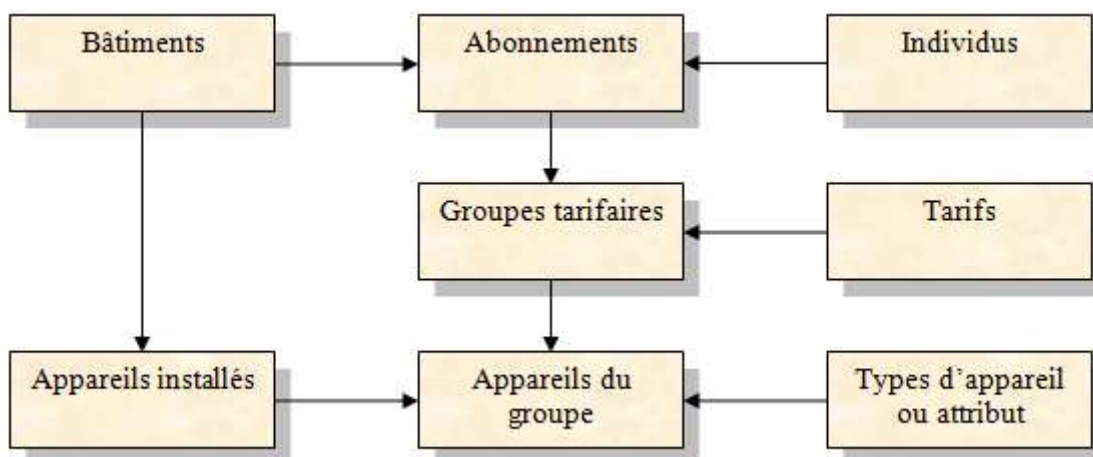 Bâtiments
Abonnements
Individus
Groupes tarifaires
Tarifs
Appareils installés
Appareils du
groupe
Types d’appareil
ou attribut